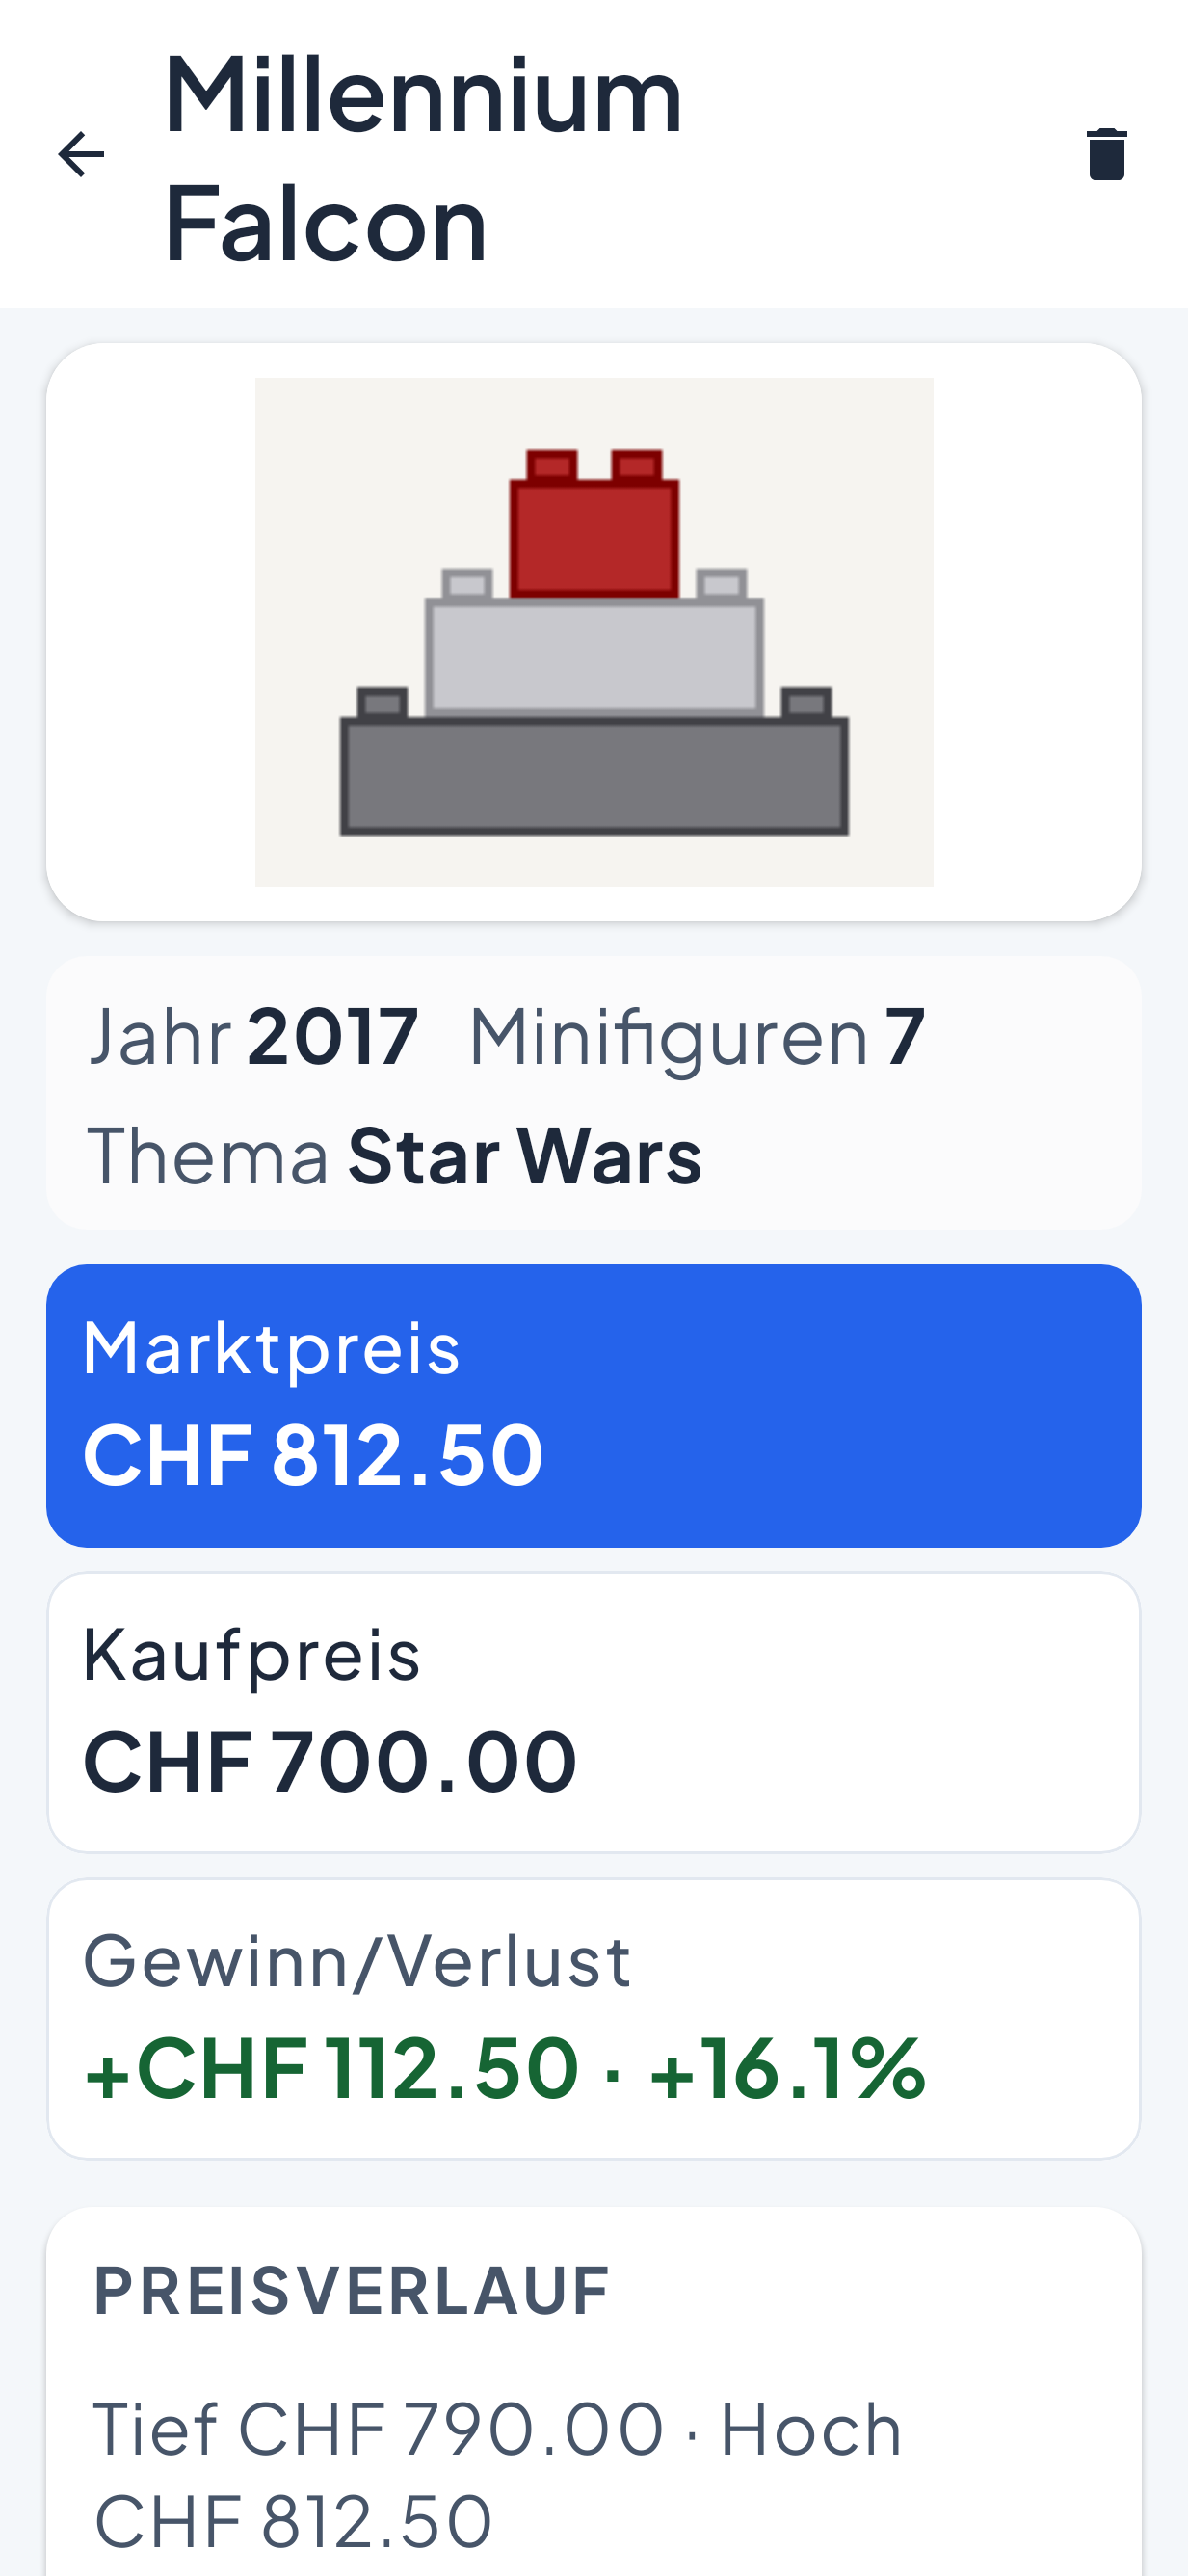 Millennium
Falcon
Jahr 2017 Minifiguren 7
Thema Star Wars
Marktpreis
CHF 812.50
Kaufpreis
CHF 700.00
Gewinn/Verlust
+CHF 112.50 · +16.1%
PREISVERLAUF
Tief CHF 790.00 · Hoch
CHF 812.50